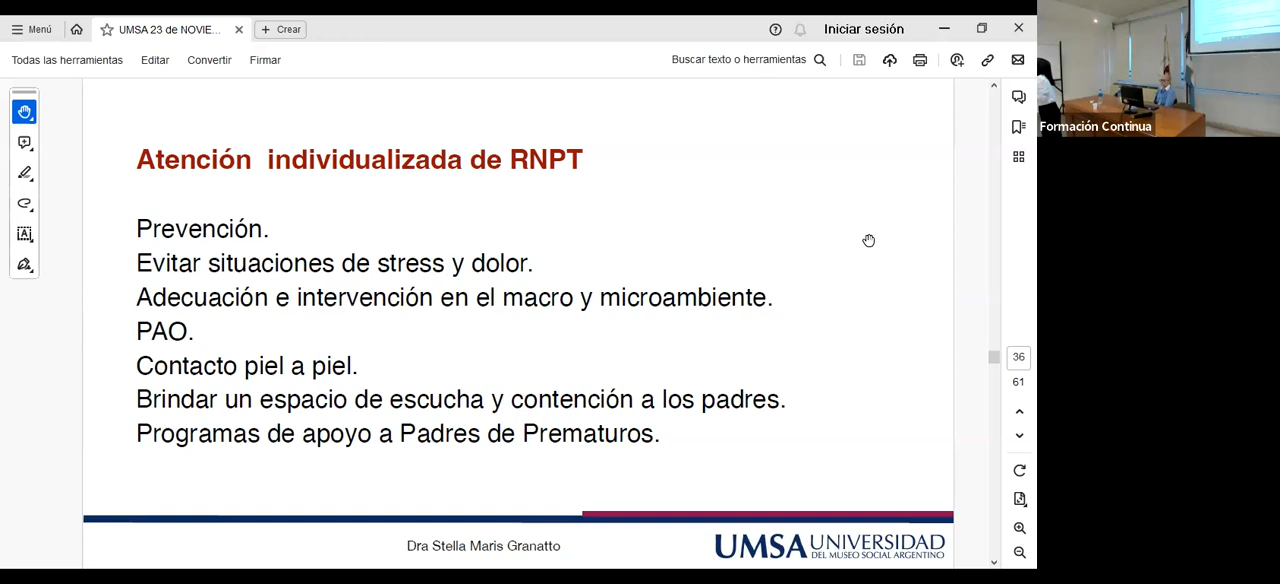 Menú
UMSA 23 de NOVIE...
Crear
Iniciar sesión
Todas las herramientas
Editar
Convertir
Firmar
Buscar texto o herramientas
Atención individualizada de RNPT
Prevención.
Evitar situaciones de stress y dolor.
Adecuación e intervención en el macro y microambiente.
PAO.
Contacto piel a piel.
Brindar un espacio de escucha y contención a los padres.
Programas de apoyo a Padres de Prematuros.
Dra Stella Maris Granatto
UMSA UNIVERSIDAD
DEL MUSEO SOCIAL ARGENTINO
36
61
Formación Continua